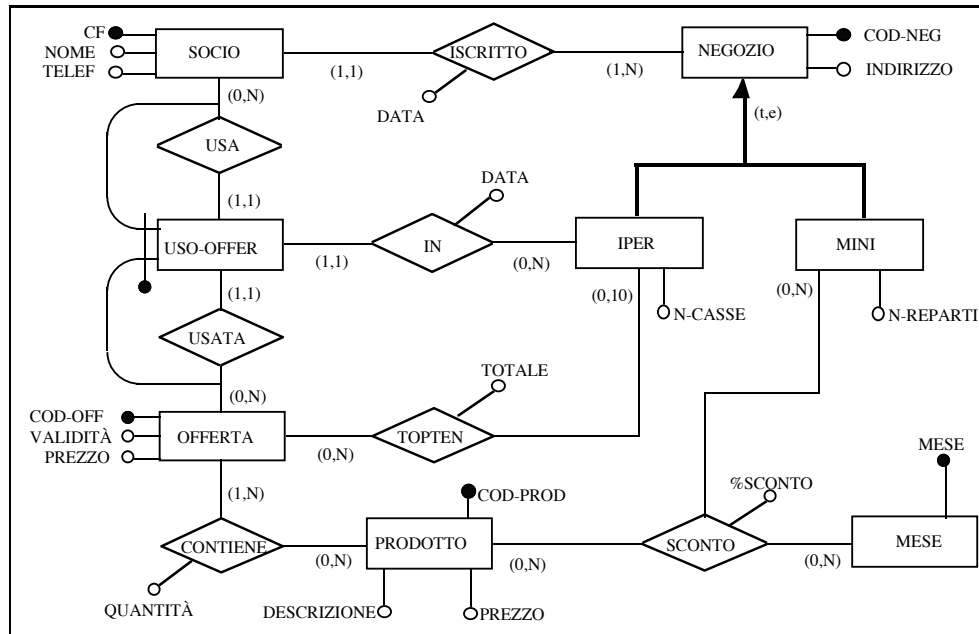 CF
NOME
TELEF
SOCIO
ISCRITTO
NEGOZIO
COD-NEG
INDIRIZZO
(1,1)
(1,N)
DATA
(0,N)
(t,e)
USA
DATA
(1,1)
USO-OFFER
(1,1)
IN
(0,N)
IPER
MINI
(1,1)
(0,10)
(0,N)
N-CASSE
N-REPARTI
USATA
TOTALE
(0,N)
COD-OFF
VALIDITÀ
PREZZO
OFFERTA
(0,N)
TOPTEN
MESE
%SCONTO
(1,N)
COD-PROD
CONTIENE
(0,N)
PRODOTTO
(0,N)
SCONTO
(0,N)
MESE
QUANTITÀ
DESCRIZIONE
PREZZO